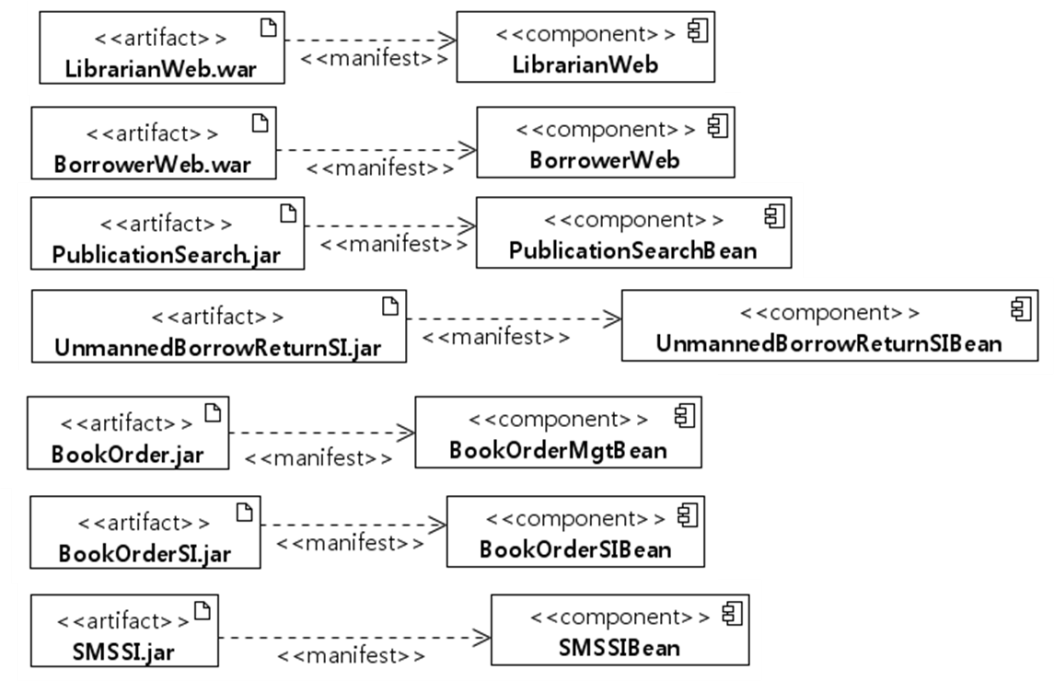 <<artifact>>
LibrarianWeb.war
<<manifest>>
<<component>>
LibrarianWeb
<<artifact>>
BorrowerWeb.war
<<manifest>>
<<component>>
BorrowerWeb
<<artifact>>
PublicationSearch.jar
<<manifest>>
<<component>>
PublicationSearchBean
<<artifact>>
UnmannedBorrowReturnSI.jar
<<manifest>>
<<component>>
UnmannedBorrowReturnSIBean
<<artifact>>
BookOrder.jar
<<manifest>>
<<component>>
BookOrderMgtBean
<<artifact>>
BookOrderSI.jar
<<manifest>>
<<component>>
BookOrderSIBean
<<artifact>>
SMSSI.jar
<<manifest>>
<<component>>
SMSSIBean